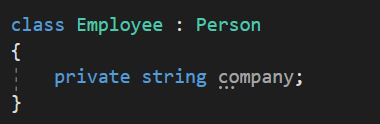 class Employee : Person
{
    private string company;
}